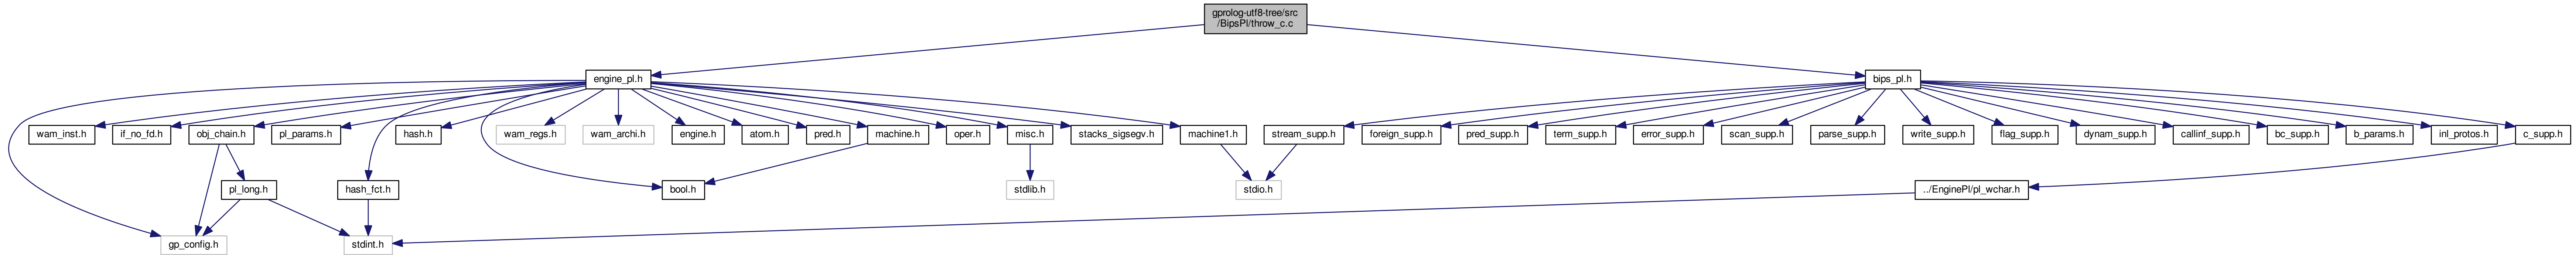 gprolog-utf8-tree/src
/BipsPl/throw_c.c
engine_pl.h
bips_pl.h
wam_inst.h
if_no_fd.h
obj_chain.h
pl_params.h
hash.h
wam_regs.h
wam_archi.h
engine.h
atom.h
pred.h
machine.h
oper.h
misc.h
stacks_sigsegv.h
machine1.h
stream_supp.h
foreign_supp.h
pred_supp.h
term_supp.h
error_supp.h
scan_supp.h
parse_supp.h
write_supp.h
flag_supp.h
dynam_supp.h
callinf_supp.h
bc_supp.h
b_params.h
inl_protos.h
c_supp.h
pl_long.h
hash_fct.h
bool.h
stdlib.h
stdio.h
../EnginePl/pl_wchar.h
gp_config.h
stdint.h